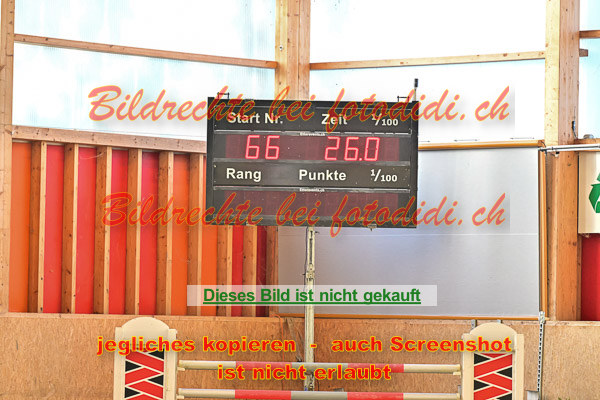 Bildrechte bei fotodidi.ch
Start Nr. Zeit 1/100
66 26.0
Rang Punkte 1/100
Bildrechte bei fotodidi.ch
Dieses Bild ist nicht gekauft
jegliches kopieren - auch Screenshot
ist nicht erlaubt